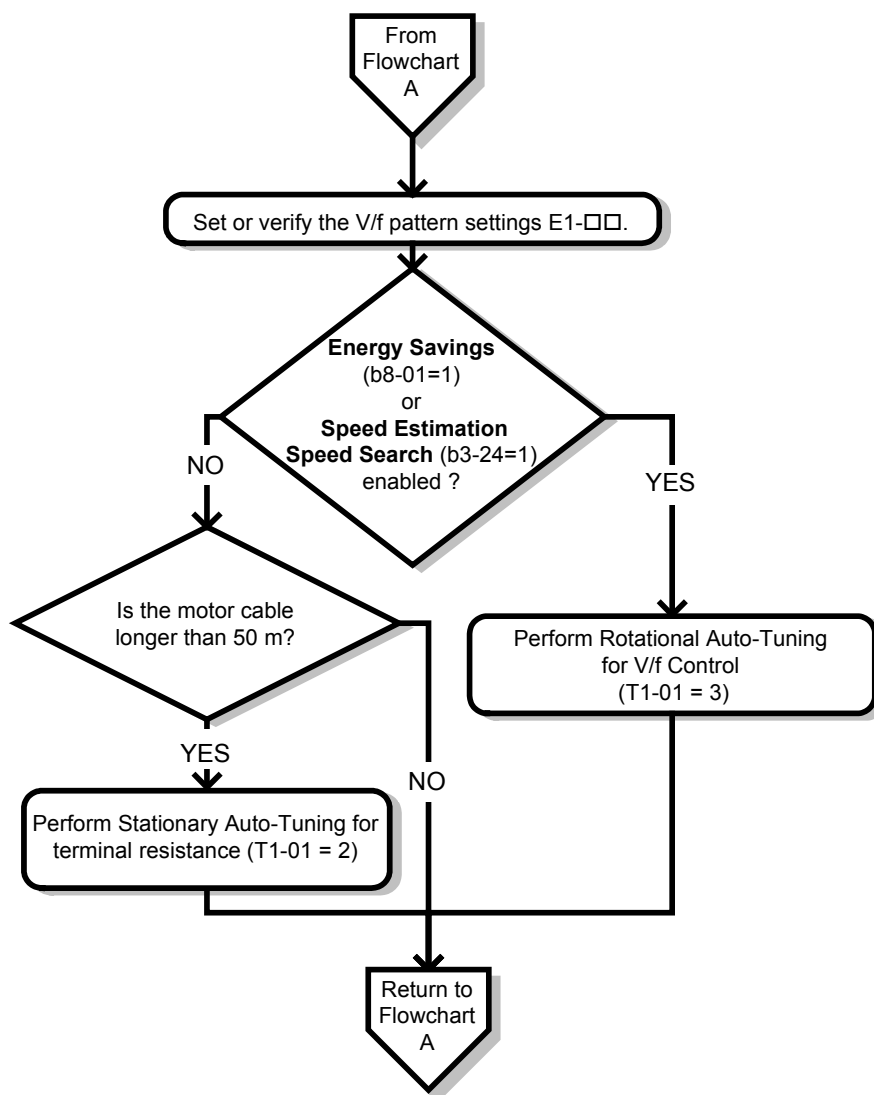 From
Flowchart
A
Set or verify the V/f pattern settings E1-□□.
Energy Savings
(b8-01=1)
or
Speed Estimation
Speed Search (b3-24=1)
enabled ?
NO
YES
Is the motor cable
longer than 50 m?
Perform Rotational Auto-Tuning
for V/f Control
(T1-01 = 3)
YES
NO
Perform Stationary Auto-Tuning for
terminal resistance (T1-01 = 2)
Return to
Flowchart
A